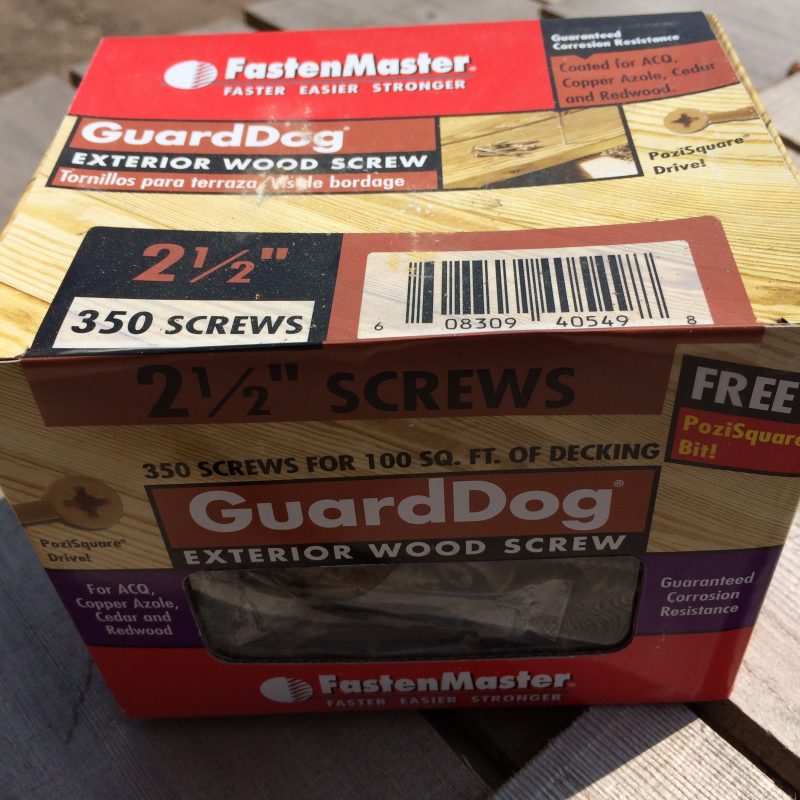 FastenMaster®
FASTER EASIER STRONGER
Guaranteed
Corrosion Resistance
Coated for ACQ,
Copper Azole, Cedar
and Redwood.
GuardDog®
EXTERIOR WOOD SCREW
Tornillos para terraza/Vis de bordage
PoziSquare®
Drive!
2½"
350 SCREWS
6 08309 40549 8
2½" SCREWS
FREE
PoziSquare
Bit!
350 SCREWS FOR 100 SQ. FT. OF DECKING
GuardDog®
EXTERIOR WOOD SCREW
PoziSquare®
Drive!
For ACQ,
Copper Azole,
Cedar and
Redwood
Guaranteed
Corrosion
Resistance
FastenMaster®
FASTER EASIER STRONGER